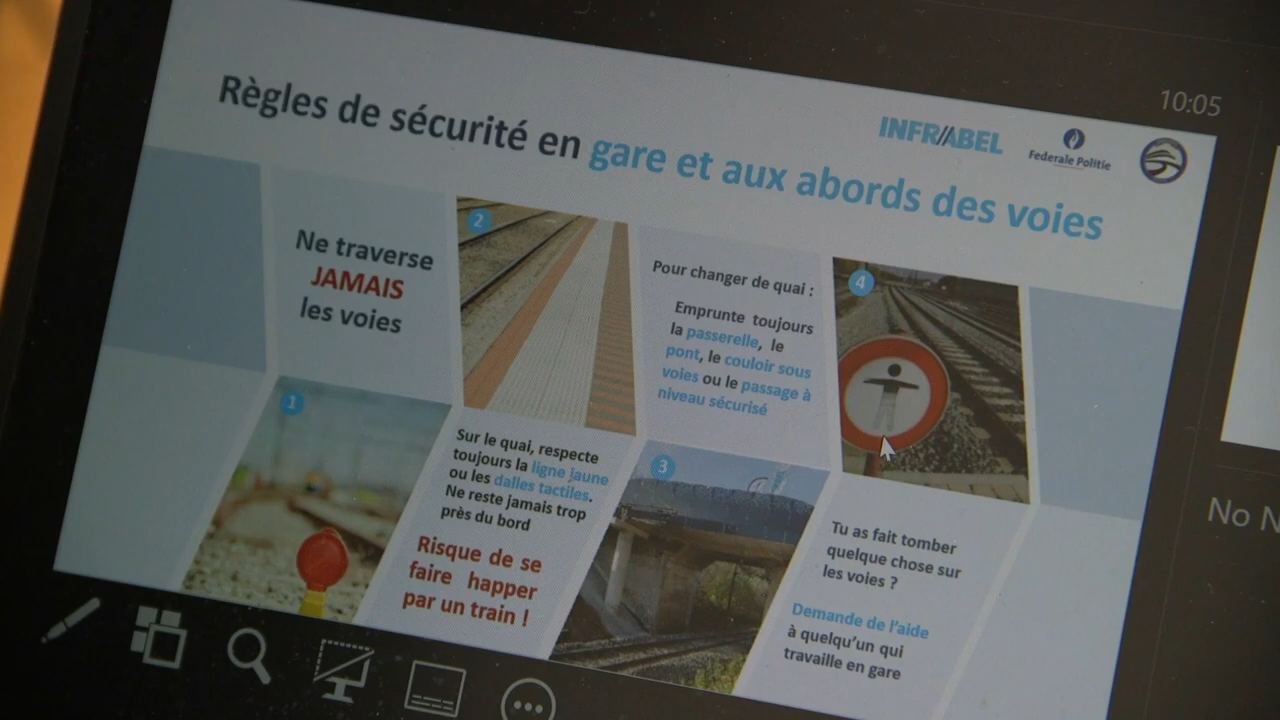 10:05
INFRABEL
Federale Politie
Règles de sécurité en gare et aux abords des voies
Ne traverse
JAMAIS
les voies
1
2
Sur le quai, respecte
toujours la ligne jaune
ou les dalles tactiles.
Ne reste jamais trop
près du bord
Risque de se
faire happer
par un train !
Pour changer de quai :
Emprunte toujours
la passerelle, le
pont, le couloir sous
voies ou le passage à
niveau sécurisé
3
4
Tu as fait tomber
quelque chose sur
les voies ?
Demande de l'aide
à quelqu'un qui
travaille en gare
No N